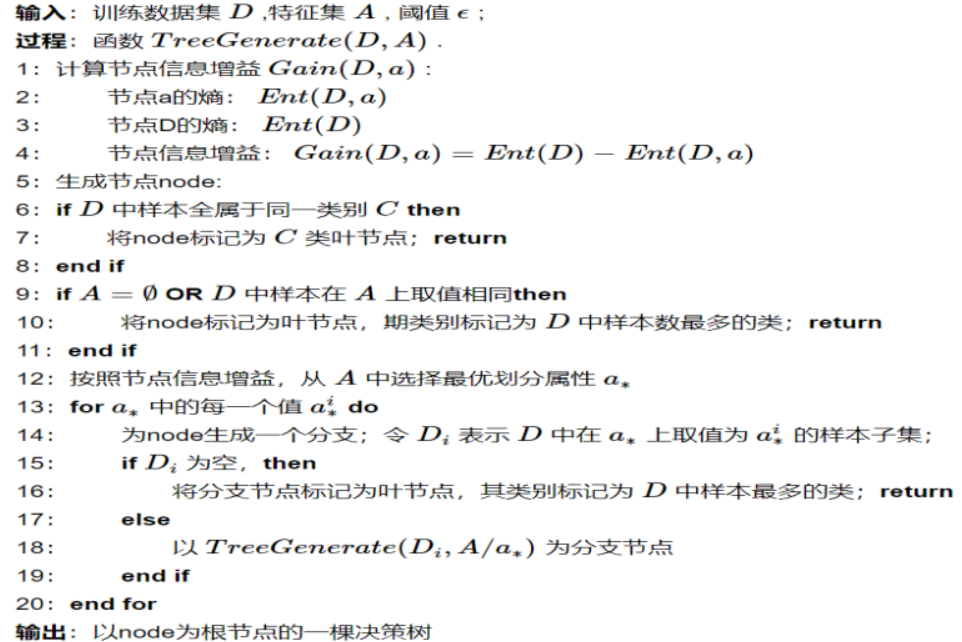 输入：训练数据集 D ,特征集 A , 阈值 ϵ ;
过程：函数 TreeGenerate(D, A) .
1: 计算节点信息增益 Gain(D, a) :
2: 节点a的熵： Ent(D, a)
3: 节点D的熵： Ent(D)
4: 节点信息增益： Gain(D, a) = Ent(D) − Ent(D, a)
5: 生成节点node:
6: if D 中样本全属于同一类别 C then
7: 将node标记为 C 类叶节点；return
8: end if
9: if A = ∅ OR D 中样本在 A 上取值相同then
10: 将node标记为叶节点，期类别标记为 D 中样本数最多的类；return
11: end if
12: 按照节点信息增益，从 A 中选择最优划分属性 a_*
13: for a_* 中的每一个值 a_*^i do
14: 为node生成一个分支；令 D_i 表示 D 中在 a_* 上取值为 a_*^i 的样本子集；
15: if D_i 为空，then
16: 将分支节点标记为叶节点，其类别标记为 D 中样本最多的类；return
17: else
18: 以 TreeGenerate(D_i, A/a_*) 为分支节点
19: end if
20: end for
输出：以node为根节点的一棵决策树